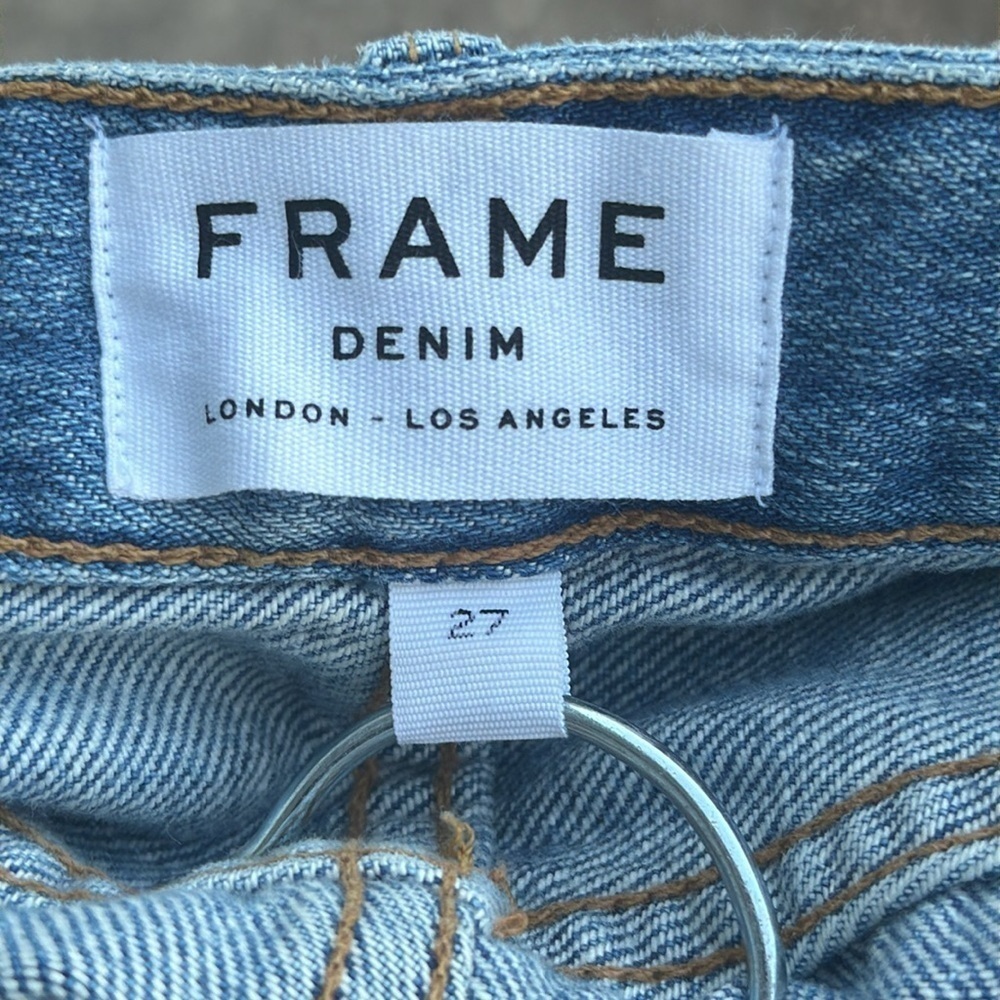 FRAME
DENIM
LONDON - LOS ANGELES
27